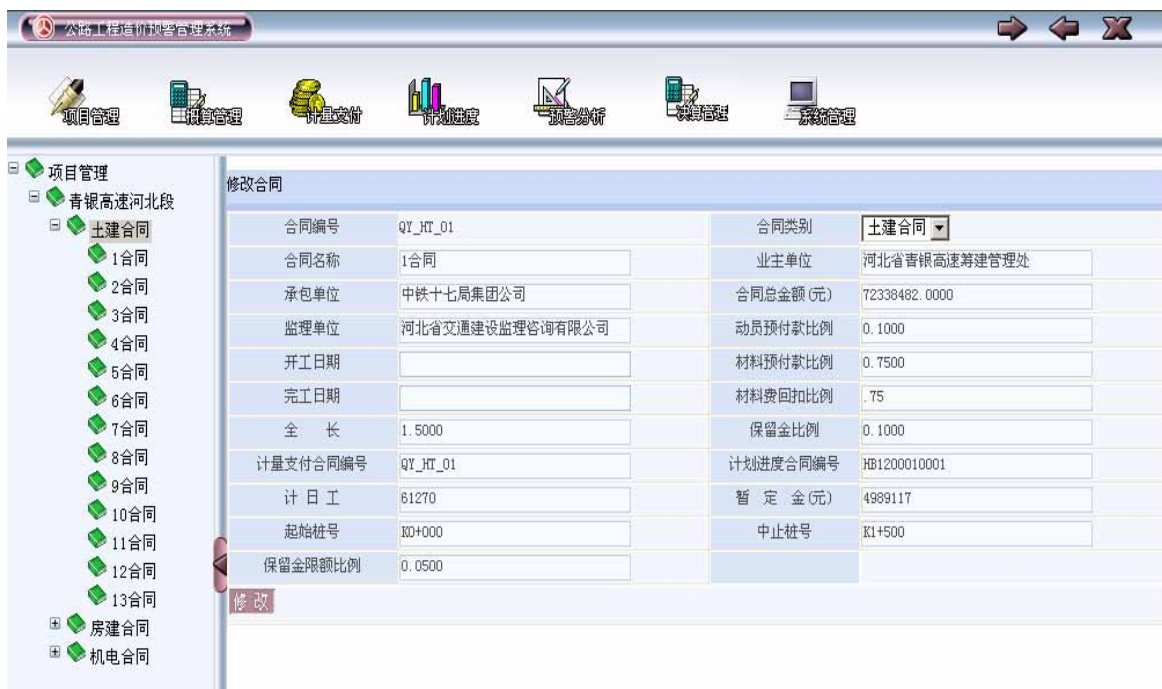 公路工程造价预警管理系统
项目管理 概算管理 计量支付 计划进度 预警分析 决算管理 系统管理
项目管理
青银高速河北段
土建合同
1合同
2合同
3合同
4合同
5合同
6合同
7合同
8合同
9合同
10合同
11合同
12合同
13合同
房建合同
机电合同
修改合同
合同编号 QY_HT_01 合同类别 土建合同
合同名称 1合同 业主单位 河北省青银高速筹建管理处
承包单位 中铁十七局集团公司 合同总金额(元) 72338482.0000
监理单位 河北省交通建设监理咨询有限公司 动员预付款比例 0.1000
开工日期 材料预付款比例 0.7500
完工日期 材料费回扣比例 .75
全 长 1.5000 保留金比例 0.1000
计量支付合同编号 QY_HT_01 计划进度合同编号 HB1200010001
计 日 工 61270 暂 定 金(元) 4989117
起始桩号 K0+000 中止桩号 K1+500
保留金限额比例 0.0500
修 改